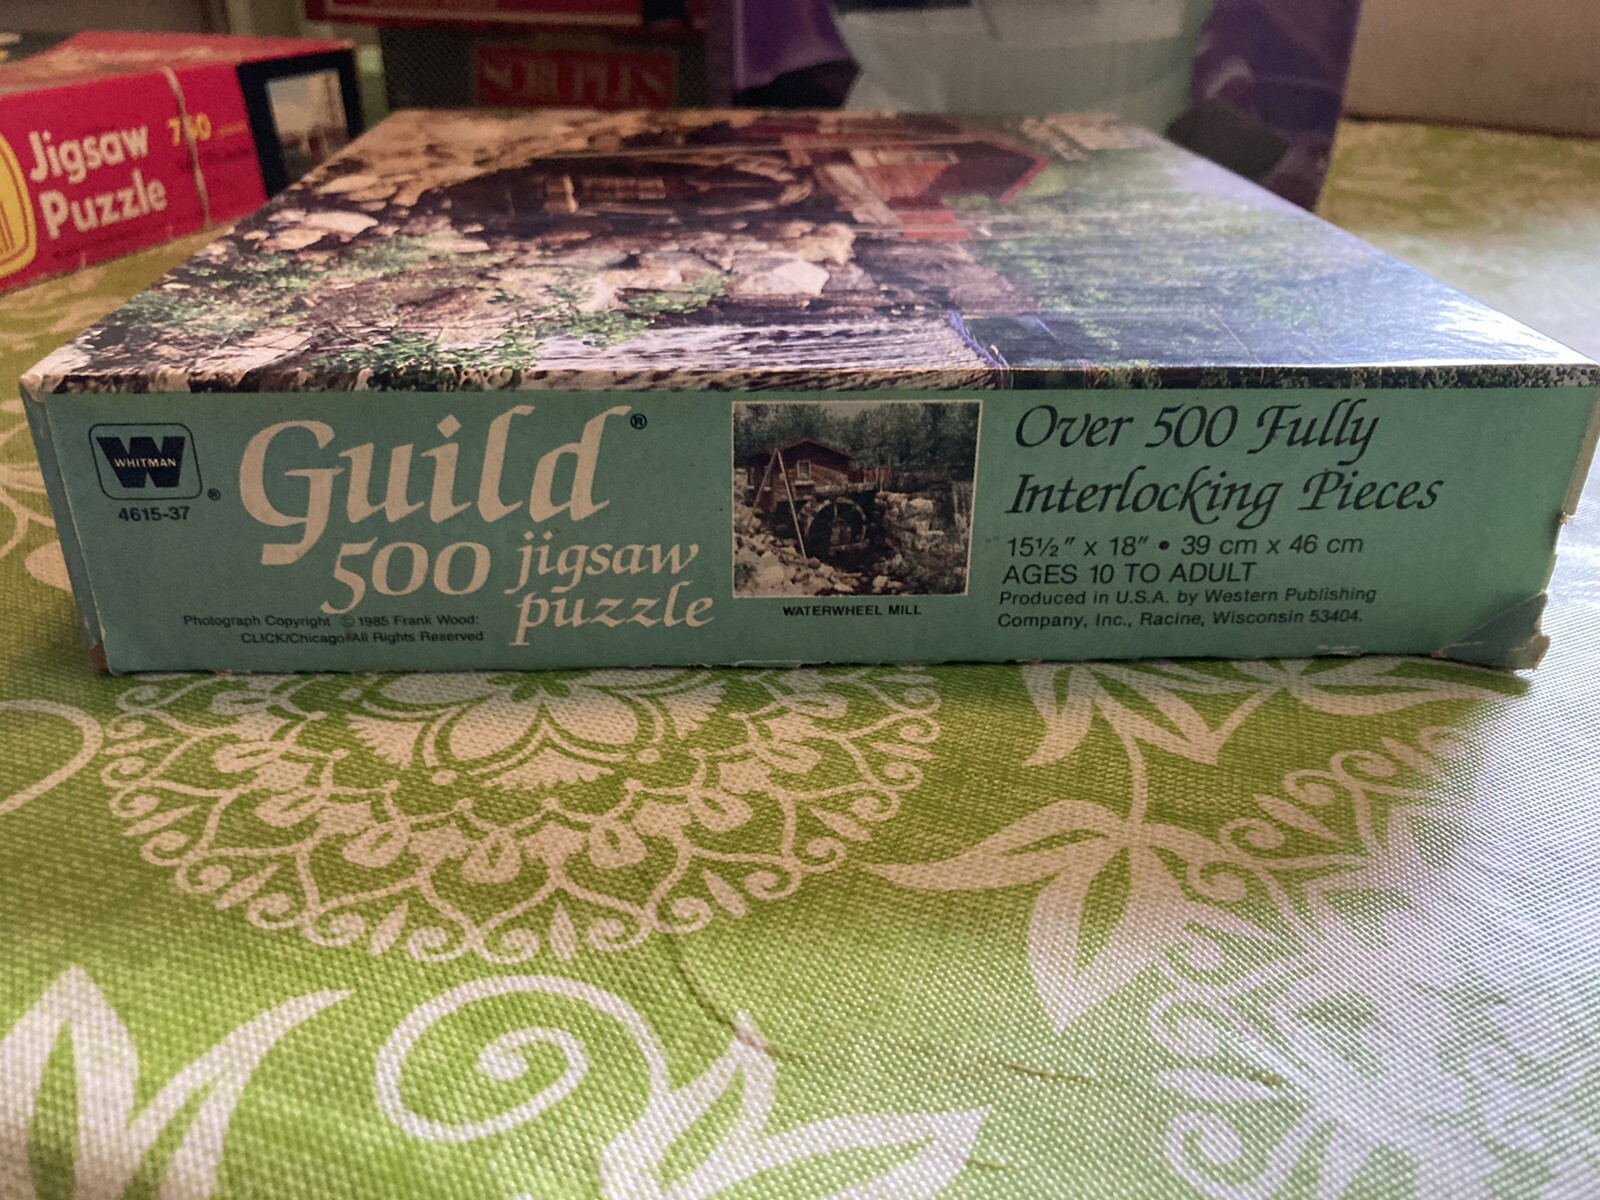 SCRUPLES
Jigsaw 750
Puzzle
WHITMAN
®
4615-37
Guild®
500 jigsaw
puzzle
Photograph Copyright © 1985 Frank Wood:
CLICK/Chicago All Rights Reserved
WATERWHEEL MILL
Over 500 Fully
Interlocking Pieces
15½" x 18" • 39 cm x 46 cm
AGES 10 TO ADULT
Produced in U.S.A. by Western Publishing
Company, Inc., Racine, Wisconsin 53404.